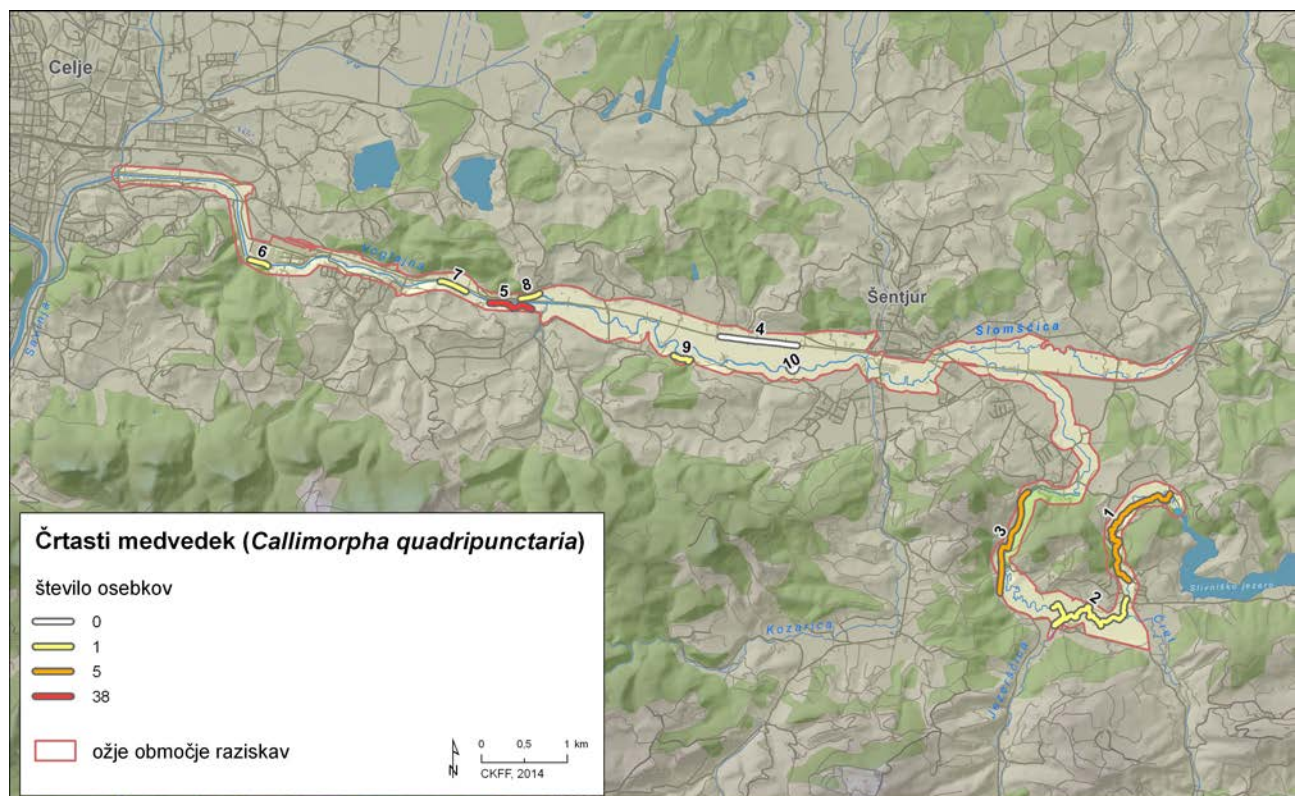 Celje
Voglajna
Savinja
6
7
5
8
4
9
10
Šentjur
Slomščica
3
1
2
Slivniško jezero
Čret
Kozarica
Jezerščica
Črtasti medvedek (Callimorpha quadripunctaria)
število osebkov
0
1
5
38
ožje območje raziskav
N
0 0,5 1 km
CKFF, 2014